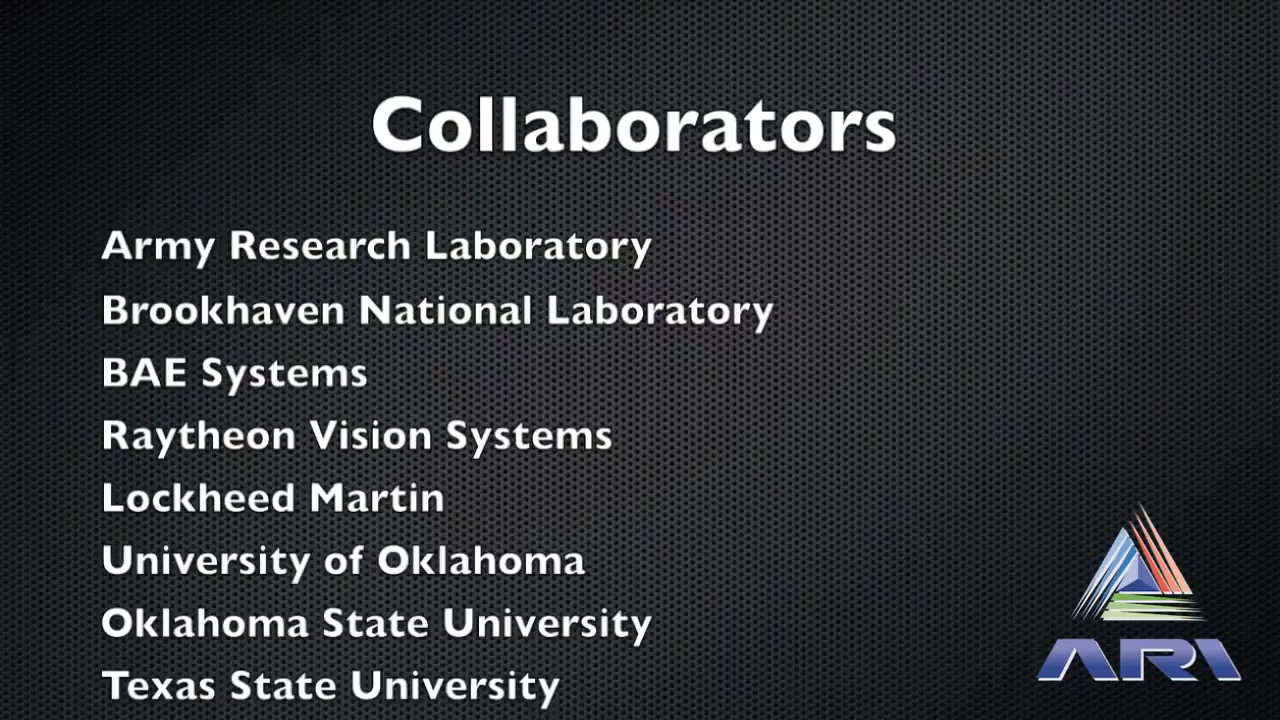 Collaborators
Army Research Laboratory
Brookhaven National Laboratory
BAE Systems
Raytheon Vision Systems
Lockheed Martin
University of Oklahoma
Oklahoma State University
Texas State University
ARI